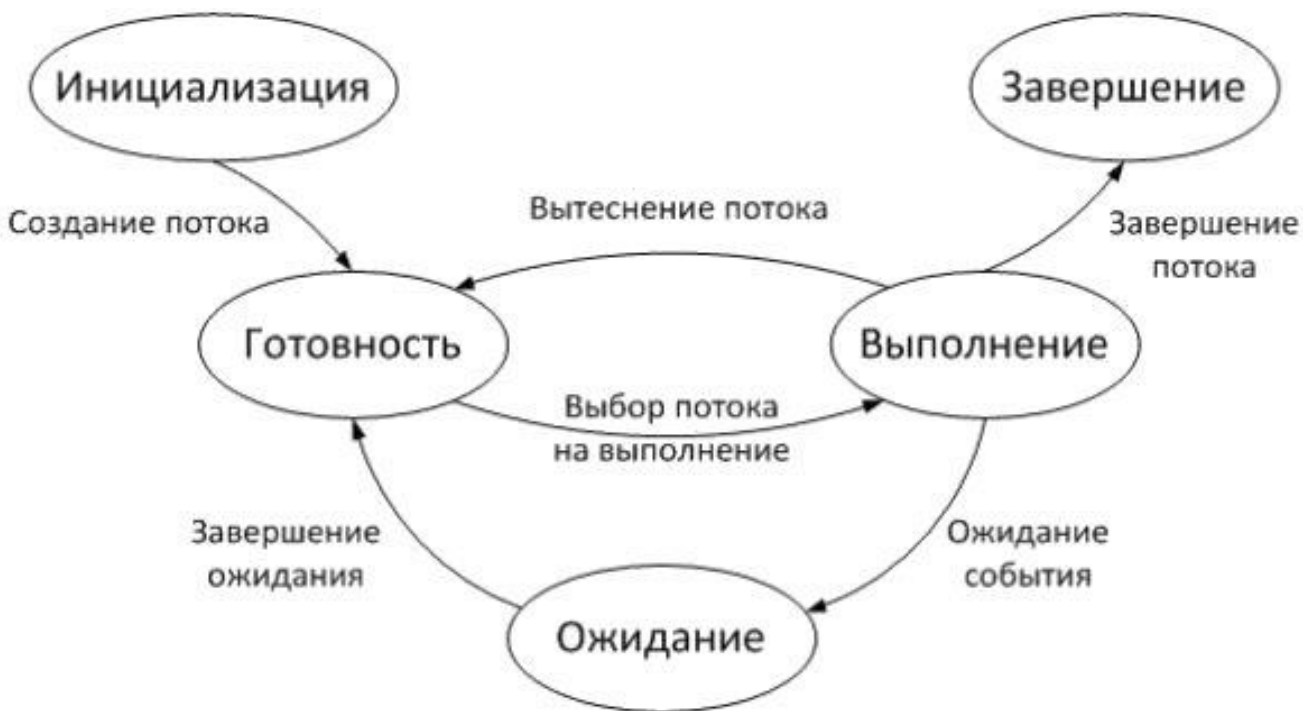 Инициализация
Завершение
Создание потока
Вытеснение потока
Завершение
потока
Готовность
Выполнение
Выбор потока
на выполнение
Завершение
ожидания
Ожидание
события
Ожидание